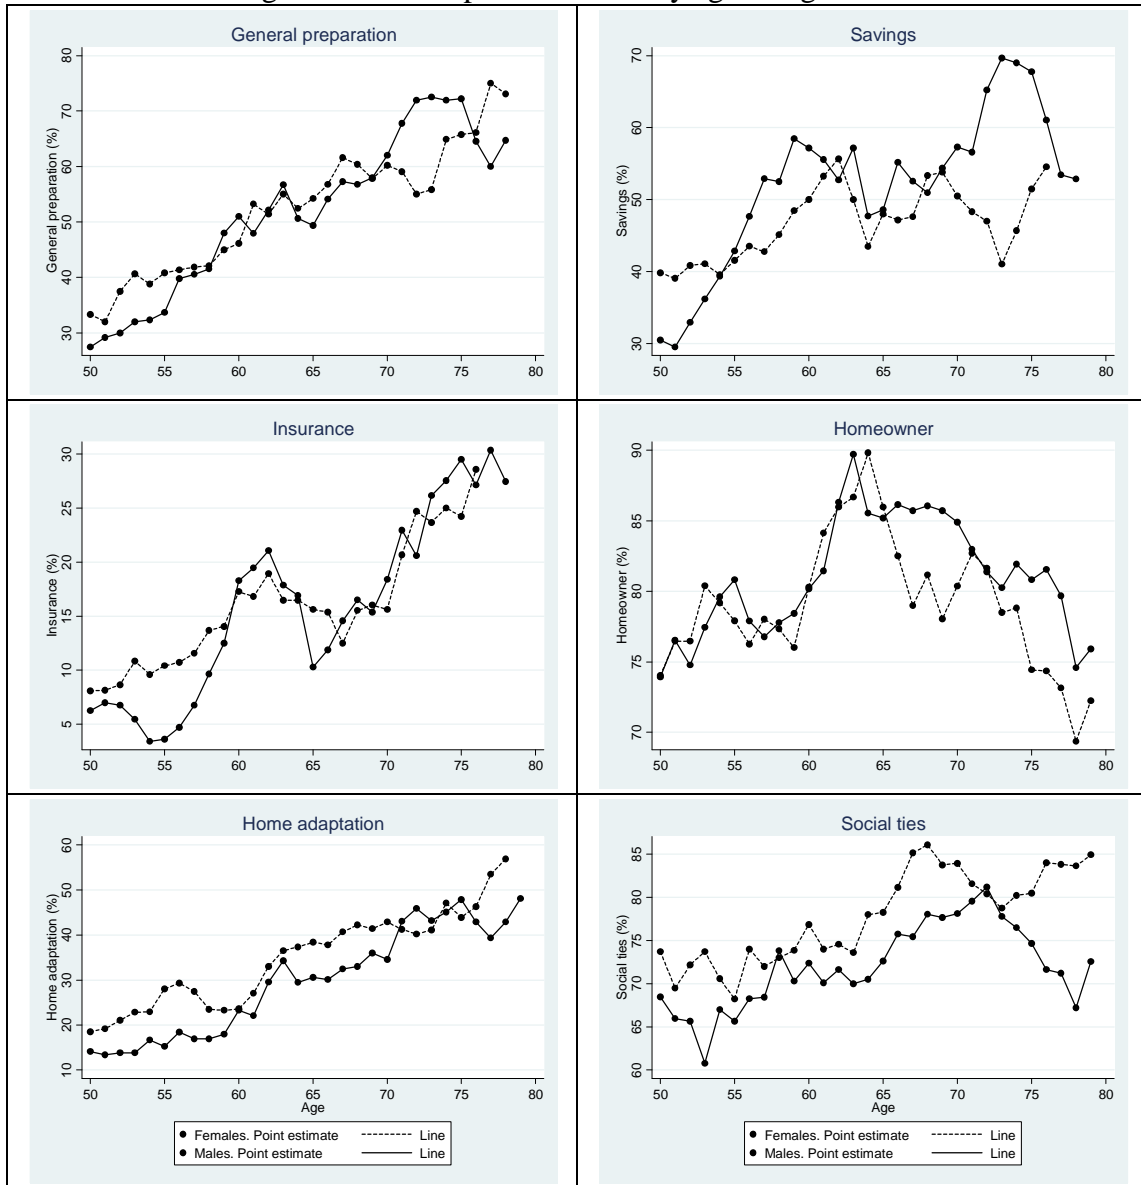 General preparation
General preparation (%)
80
70
60
50
40
30
50 55 60 65 70 75 80
Savings
Savings (%)
70
60
50
40
30
50 55 60 65 70 75 80
Insurance
Insurance (%)
30
25
20
15
10
5
50 55 60 65 70 75 80
Homeowner
Homeowner (%)
90
85
80
75
70
50 55 60 65 70 75 80
Home adaptation
Home adaptation (%)
60
50
40
30
20
10
50 55 60 65 70 75 80
Age
Females. Point estimate Line
Males. Point estimate Line
Social ties
Social ties (%)
85
80
75
70
65
60
50 55 60 65 70 75 80
Age
Females. Point estimate Line
Males. Point estimate Line